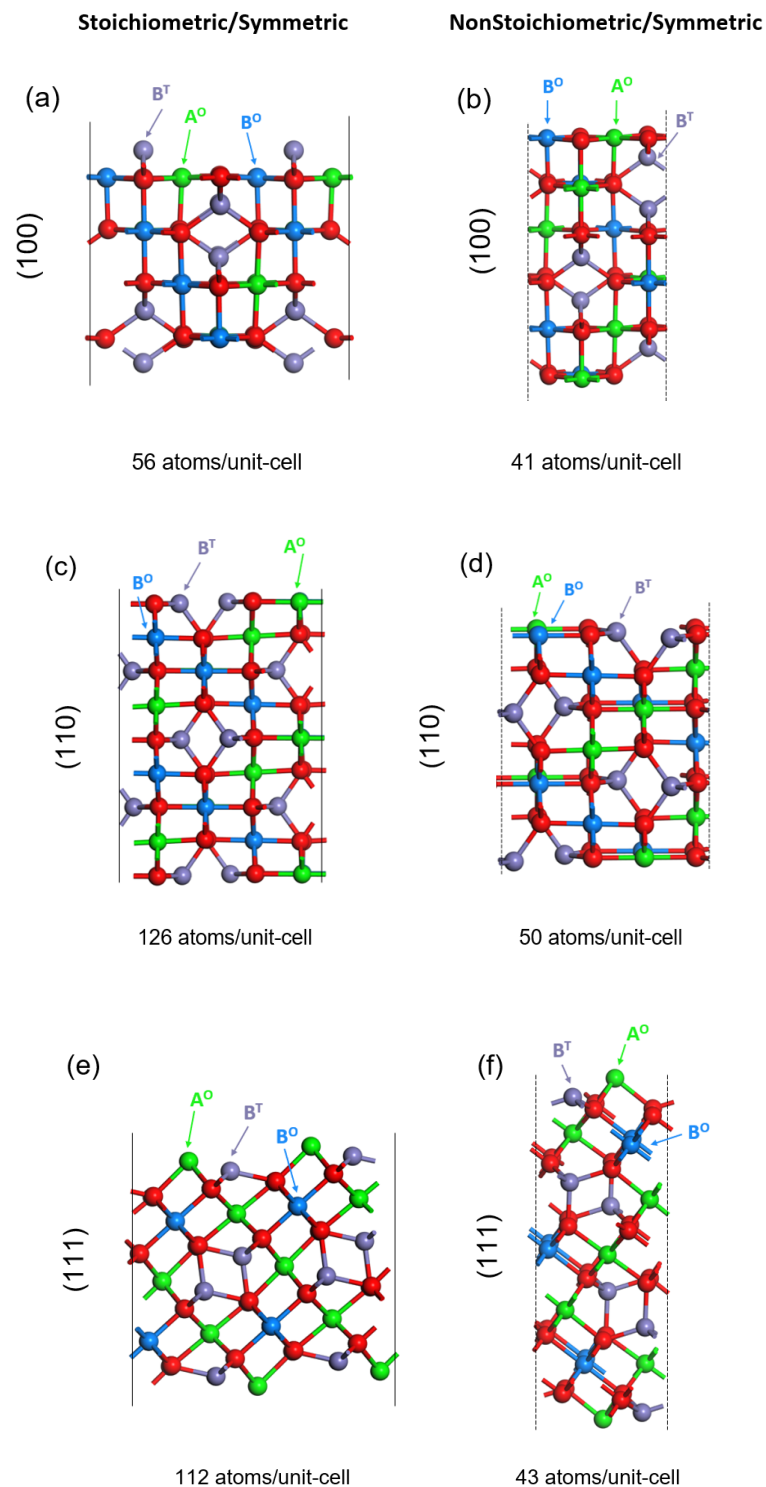 Stoichiometric/Symmetric
NonStoichiometric/Symmetric
(a)
B^T
A^O
B^O
(100)
56 atoms/unit-cell
(b)
B^O
A^O
B^T
(100)
41 atoms/unit-cell
(c)
B^O
B^T
A^O
(110)
126 atoms/unit-cell
(d)
A^O
B^O
B^T
(110)
50 atoms/unit-cell
(e)
A^O
B^T
B^O
(111)
112 atoms/unit-cell
(f)
B^T
A^O
B^O
(111)
43 atoms/unit-cell